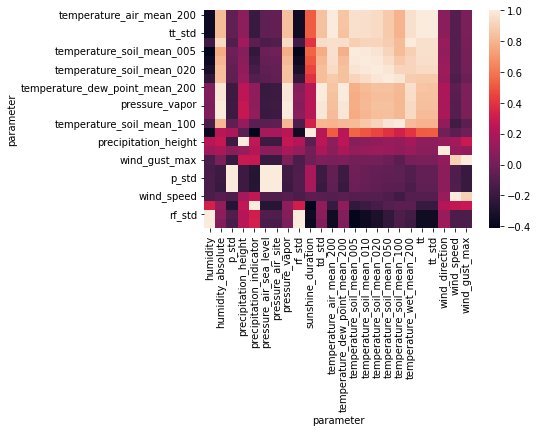 temperature_air_mean_200
tt_std
temperature_soil_mean_005
temperature_soil_mean_020
temperature_dew_point_mean_200
pressure_vapor
temperature_soil_mean_100
precipitation_height
wind_gust_max
p_std
wind_speed
rf_std
parameter
humidity
humidity_absolute
p_std
precipitation_height
precipitation_indicator
pressure_air_sea_level
pressure_air_site
pressure_vapor
rf_std
sunshine_duration
td_std
temperature_air_mean_200
temperature_dew_point_mean_200
temperature_soil_mean_005
temperature_soil_mean_010
temperature_soil_mean_020
temperature_soil_mean_050
temperature_soil_mean_100
temperature_wet_mean_200
tt
tt_std
wind_direction
wind_speed
wind_gust_max
parameter
1.0
0.8
0.6
0.4
0.2
0.0
−0.2
−0.4